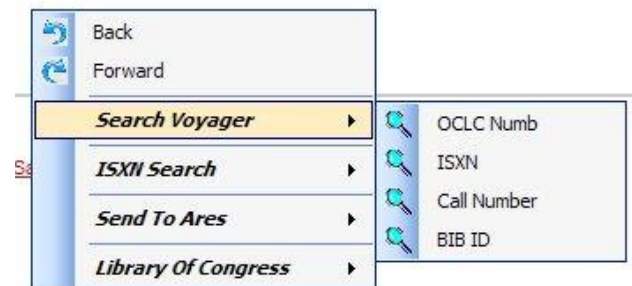 Back
Forward
Search Voyager
ISXN Search
Send To Ares
Library Of Congress
OCLC Numb
ISXN
Call Number
BIB ID
Sa